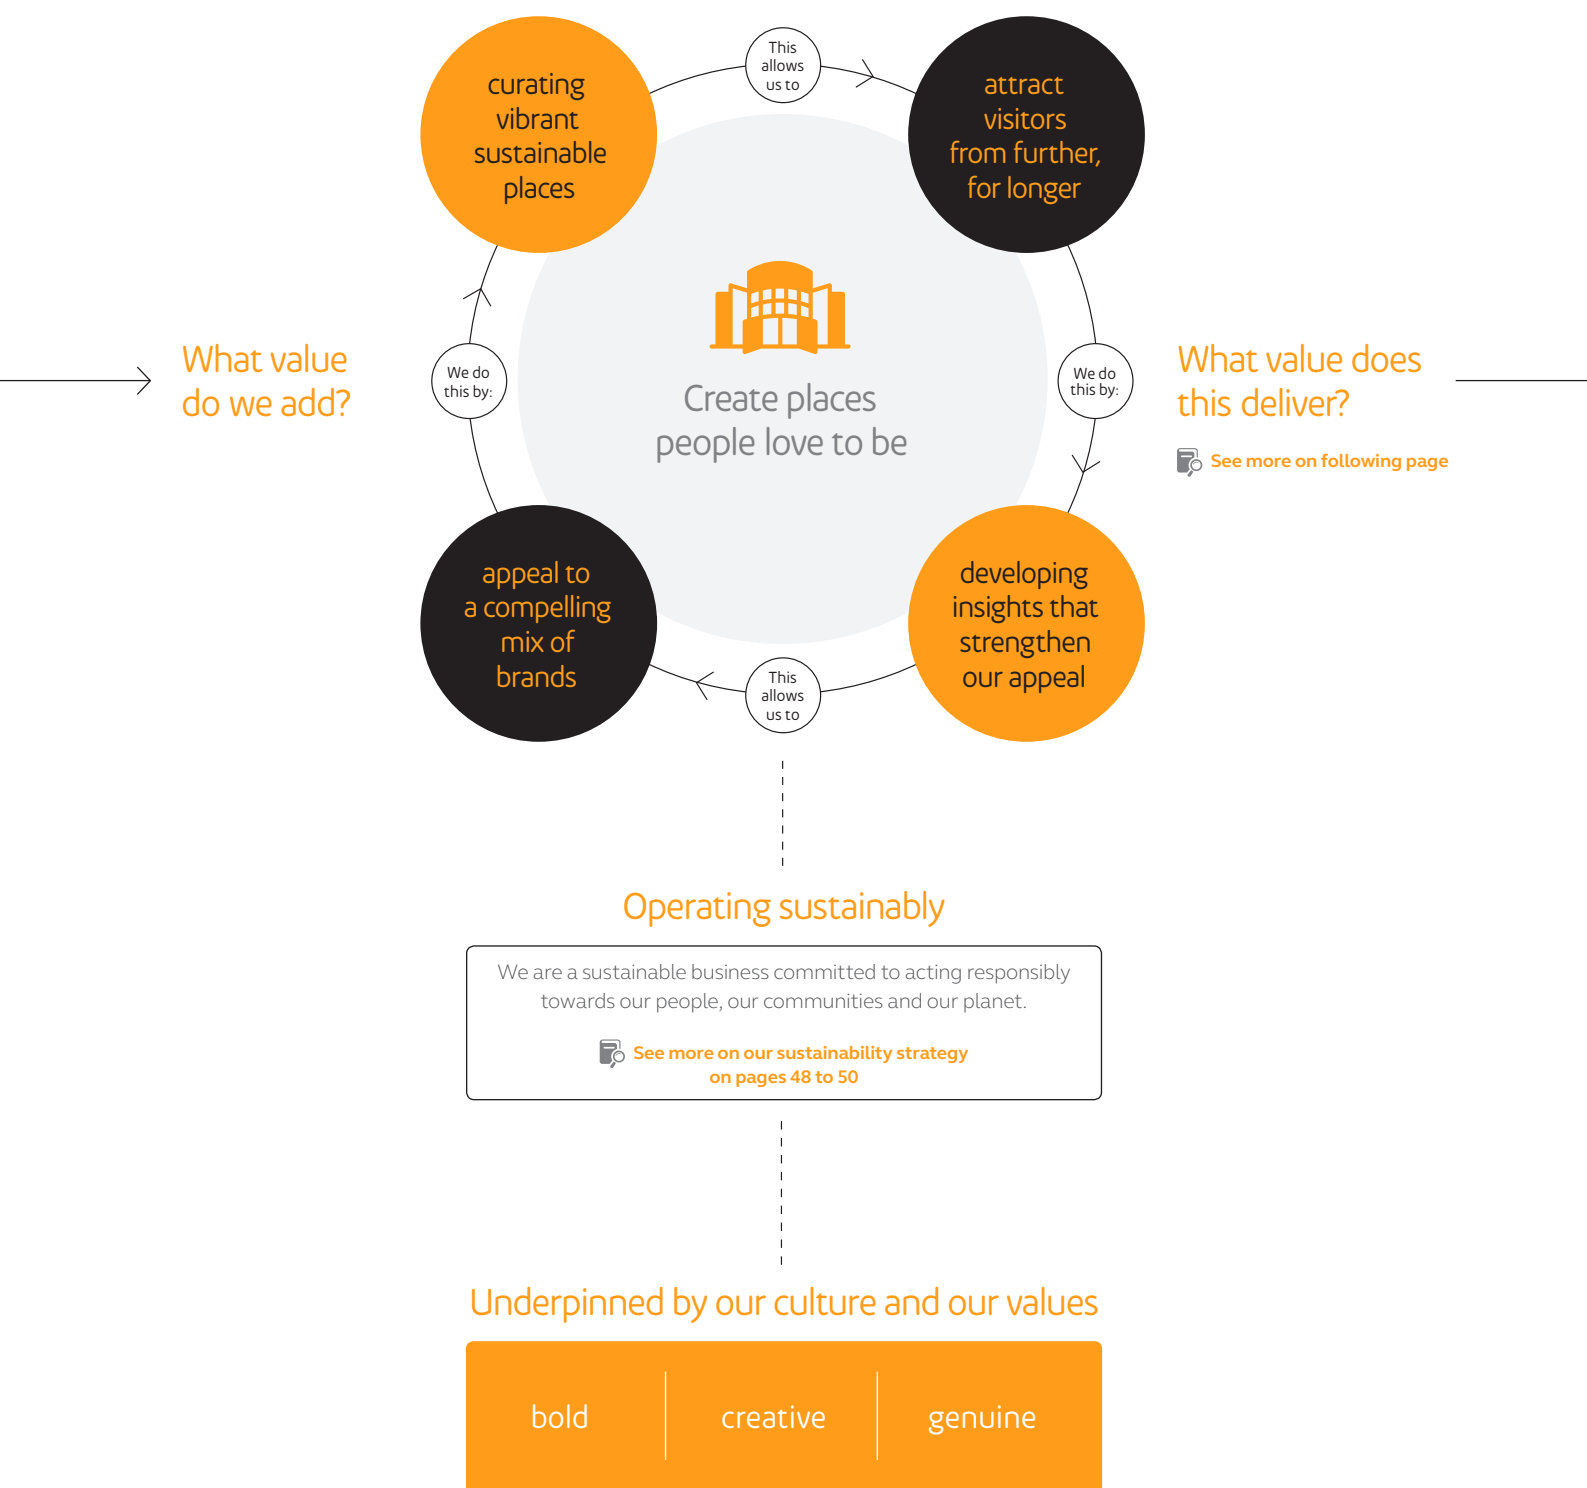 This
allows
us to
curating
vibrant
sustainable
places
attract
visitors
from further,
for longer
What value
do we add?
We do
this by:
Create places
people love to be
We do
this by:
What value does
this deliver?
See more on following page
appeal to
a compelling
mix of
brands
developing
insights that
strengthen
our appeal
This
allows
us to
Operating sustainably
We are a sustainable business committed to acting responsibly
towards our people, our communities and our planet.
See more on our sustainability strategy
on pages 48 to 50
Underpinned by our culture and our values
bold
creative
genuine